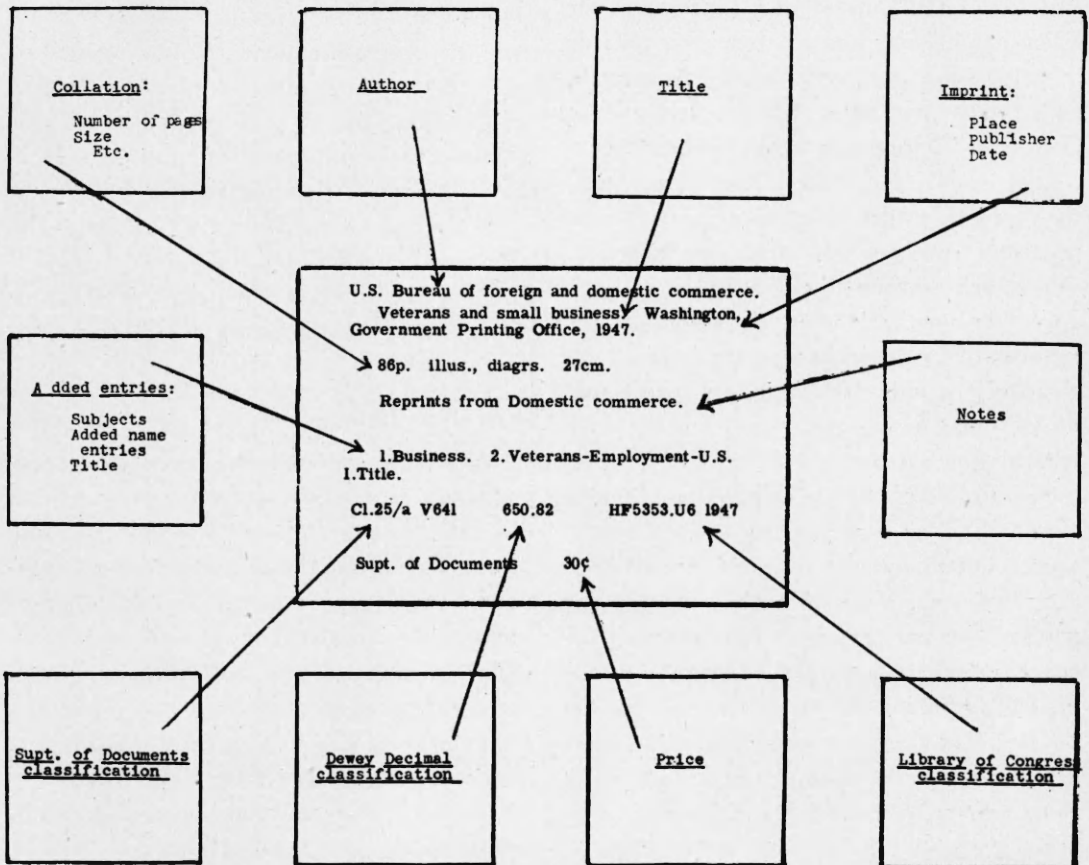 Collation:
Number of pages
Size
Etc.
Author
Title
Imprint:
Place
Publisher
Date
U.S. Bureau of foreign and domestic commerce.
Veterans and small business. Washington,
Government Printing Office, 1947.
86p. illus., diagrs. 27cm.
Reprints from Domestic commerce.
1.Business. 2.Veterans-Employment-U.S.
I.Title.
C1.25/a V641 650.82 HF5353.U6 1947
Supt. of Documents 30¢
A dded entries:
Subjects
Added name
entries
Title
Notes
Supt. of Documents
classification
Dewey Decimal
classification
Price
Library of Congres
classification